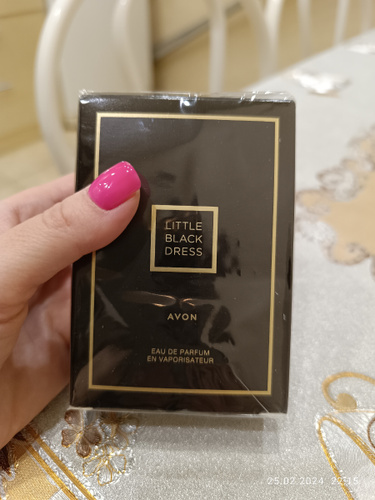 LITTLE
BLACK
DRESS
AVON
EAU DE PARFUM
EN VAPORISATEUR
25.02.2024 22:15